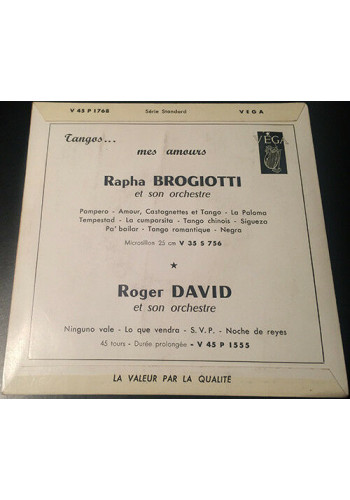 V 45 P 1768 Série Standard VEGA
Tangos... VEGA
mes amours
Rapha BROGIOTTI
et son orchestre
Pampero - Amour, Castagnettes et Tango - La Paloma
Tempestad - La cumparsita - Tango chinois - Sigueza
Pa' bailar - Tango romantique - Negra
Microsillon 25 cm V 35 S 756
★
Roger DAVID
et son orchestre
Ninguno vale - Lo que vendra - S.V.P. - Noche de reyes
45 tours - Durée prolongée - V 45 P 1555
LA VALEUR PAR LA QUALITÉ